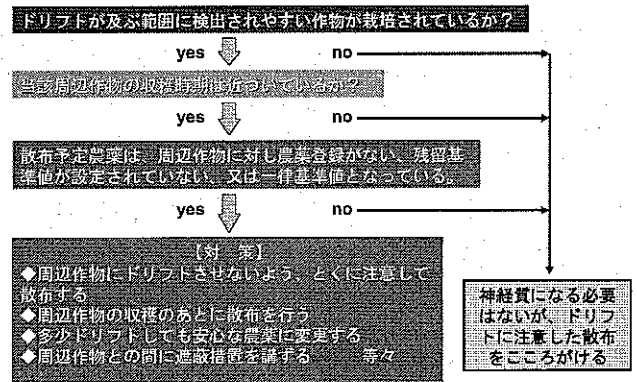 ドリフトが及ぶ範囲に検出されやすい作物が栽培されているか?
yes no
当該周辺作物の収穫時期は近づいているか?
yes no
散布予定農薬は、周辺作物に対し農薬登録がない、残留基
準値が設定されていない、又は一律基準値となっている。
yes no
【対 策】
◆周辺作物にドリフトさせないよう、とくに注意して
散布する
◆周辺作物の収穫のあとに散布を行う
◆多少ドリフトしても安心な農薬に変更する
◆周辺作物との間に遮蔽措置を講する 等々
神経質になる必要
はないが、ドリフ
トに注意した散布
をこころがける